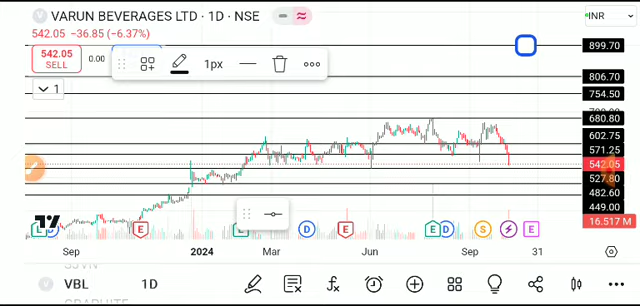 VARUN BEVERAGES LTD · 1D · NSE
INR
542.05 −36.85 (−6.37%)
542.05
SELL
0.00
1px
1
899.70
806.70
754.50
680.80
602.75
571.25
542.05
527.80
482.60
449.00
16.517 M
E
D
E
E
D
S
E
Sep
2024
Mar
Jun
Sep
31
VBL
1D